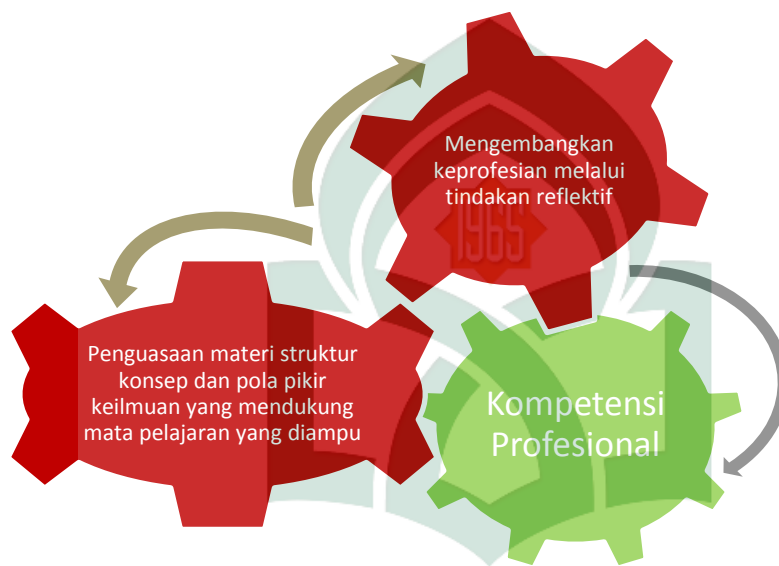 Mengembangkan
keprofesian melalui
tindakan reflektif
1965
Penguasaan materi struktur
konsep dan pola pikir
keilmuan yang mendukung
mata pelajaran yang diampu
Kompetensi
Profesional